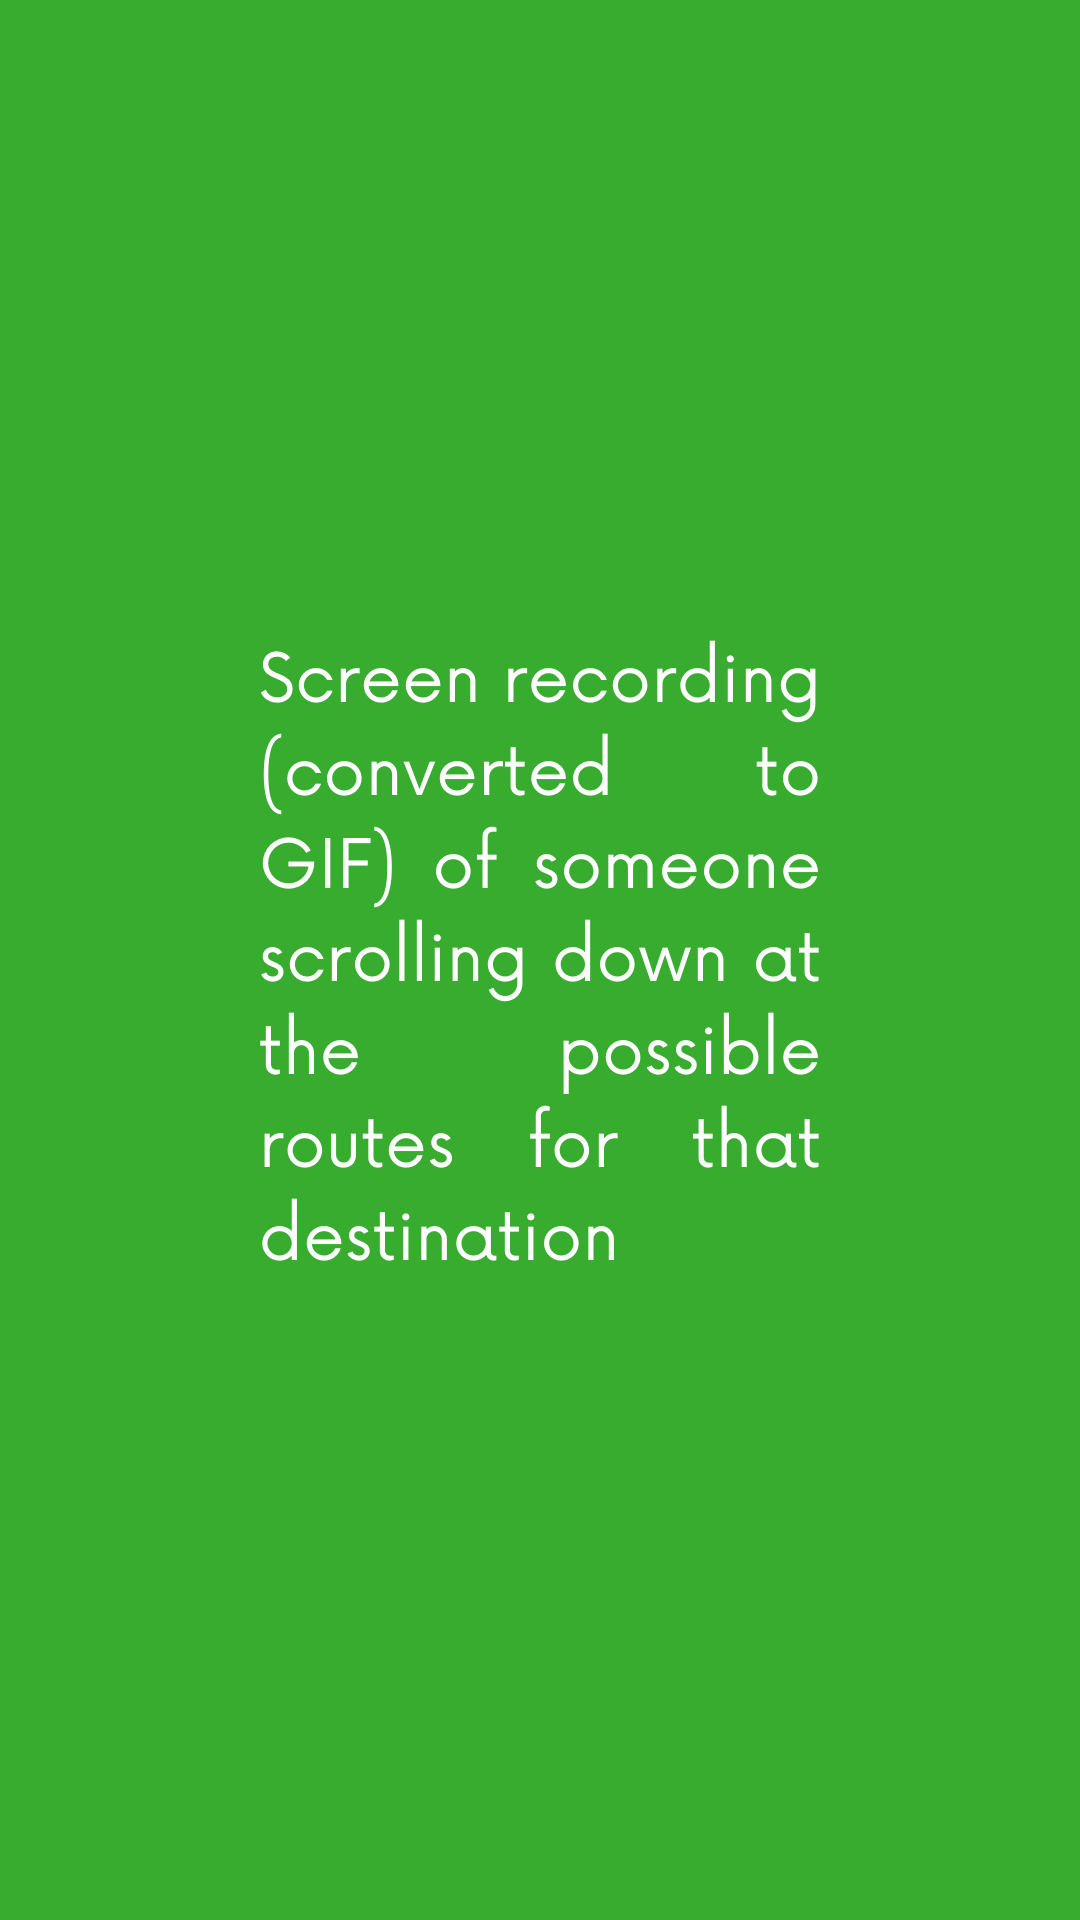 Screen recording
(converted to
GIF) of someone
scrolling down at
the possible
routes for that
destination